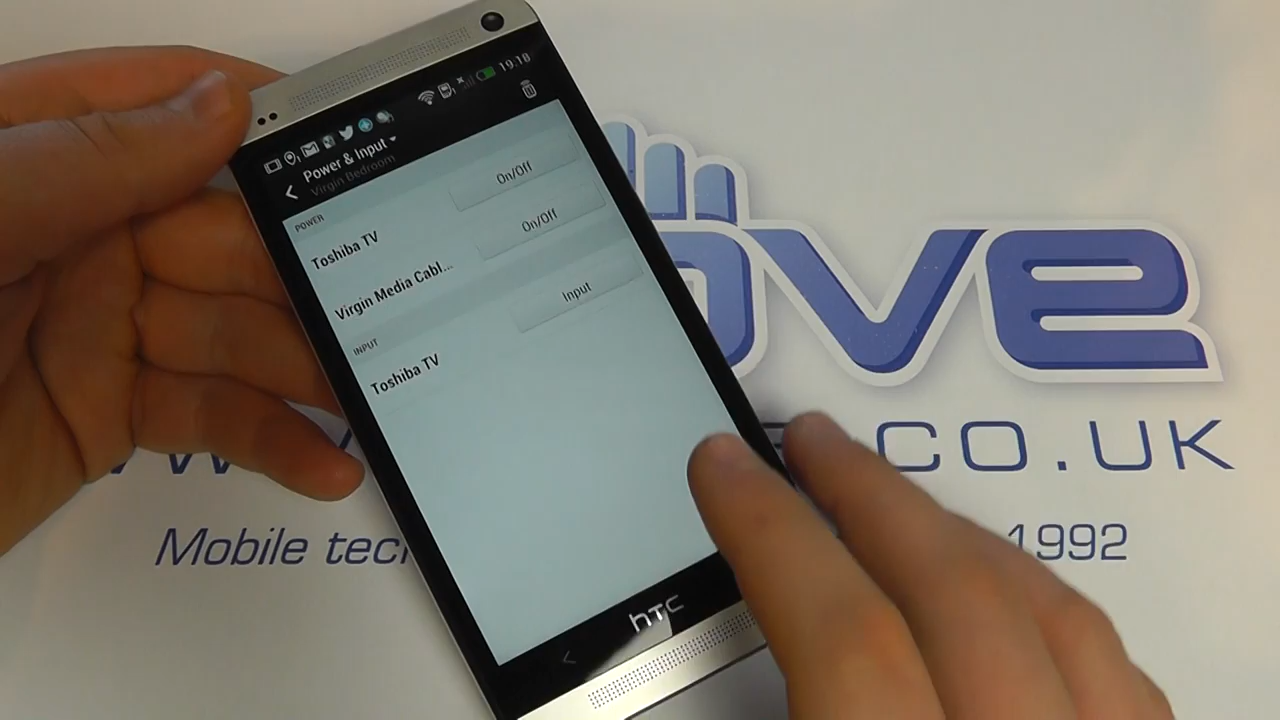 19:18
Power & Input
Virgin Bedroom
POWER
Toshiba TV
On/Off
Virgin Media Cabl...
On/Off
INPUT
Toshiba TV
Input
hTC
ove
.CO.UK
Mobile tec
1992